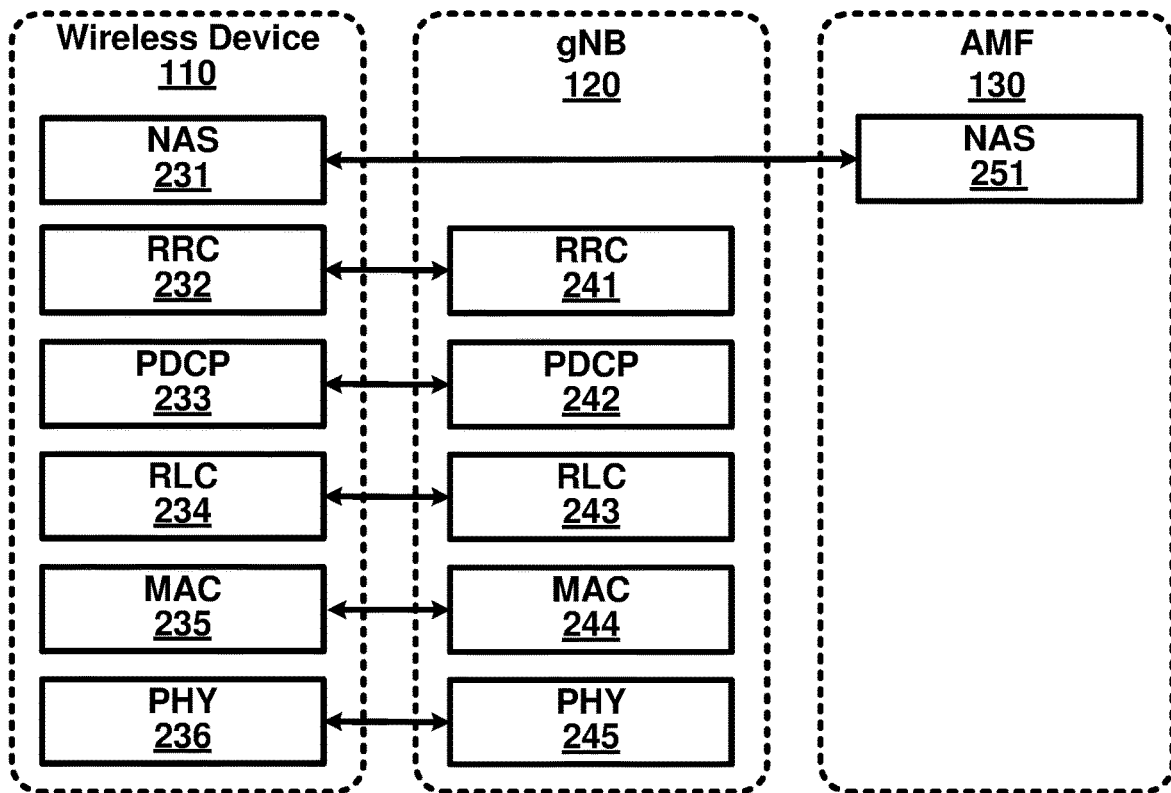 Wireless Device
110
gNB
120
AMF
130
NAS
231
NAS
251
RRC
232
RRC
241
PDCP
233
PDCP
242
RLC
234
RLC
243
MAC
235
MAC
244
PHY
236
PHY
245